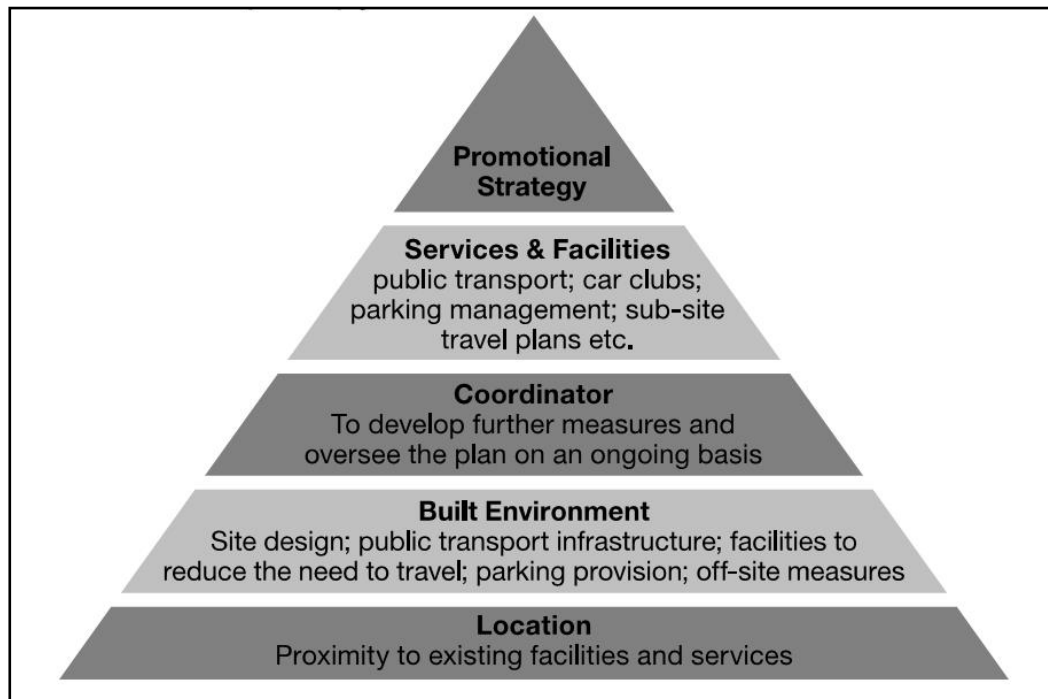 Promotional
Strategy
Services & Facilities
public transport; car clubs;
parking management; sub-site
travel plans etc.
Coordinator
To develop further measures and
oversee the plan on an ongoing basis
Built Environment
Site design; public transport infrastructure; facilities to
reduce the need to travel; parking provision; off-site measures
Location
Proximity to existing facilities and services